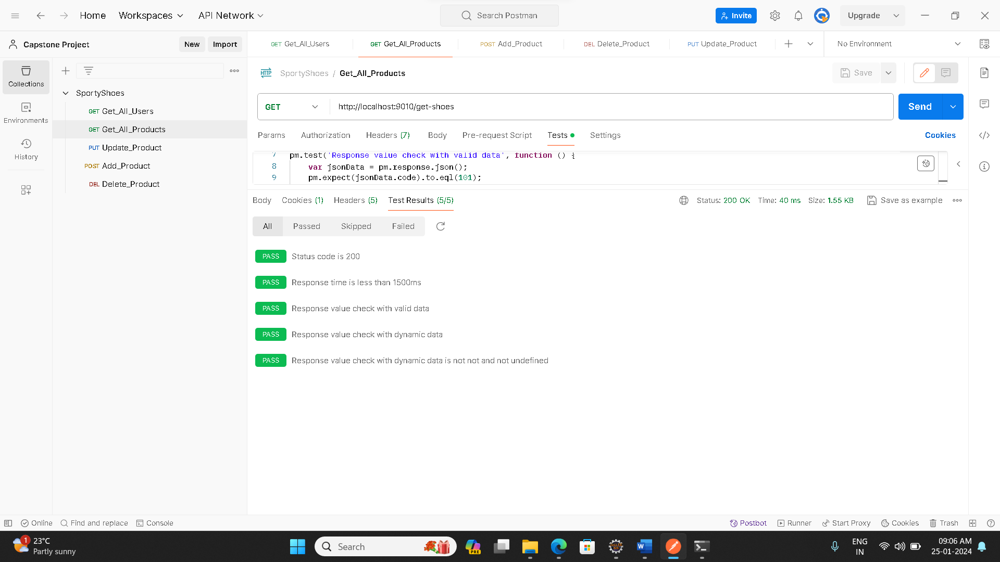 Home Workspaces API Network Search Postman Invite Upgrade
Capstone Project New Import GET Get_All_Users GET Get_All_Products POST Add_Product DEL Delete_Product PUT Update_Product No Environment
HTTP SportyShoes / Get_All_Products Save
Collections
Environments
History
SportyShoes
GET Get_All_Users
GET Get_All_Products
PUT Update_Product
POST Add_Product
DEL Delete_Product
GET http://localhost:9010/get-shoes Send
Params Authorization Headers (7) Body Pre-request Script Tests Settings Cookies
7 pm.test('Response value check with valid data', function () {
8 var jsonData = pm.response.json();
9 pm.expect(jsonData.code).to.eql(101);
Body Cookies (1) Headers (5) Test Results (5/5) Status: 200 OK Time: 40 ms Size: 1.55 KB Save as example
All Passed Skipped Failed
PASS Status code is 200
PASS Response time is less than 1500ms
PASS Response value check with valid data
PASS Response value check with dynamic data
PASS Response value check with dynamic data is not not and not undefined
Online Find and replace Console Postbot Runner Start Proxy Cookies Trash
1 23°C
Partly sunny
Search
PRE
IDE
W
ENG
IN
09:06 AM
25-01-2024